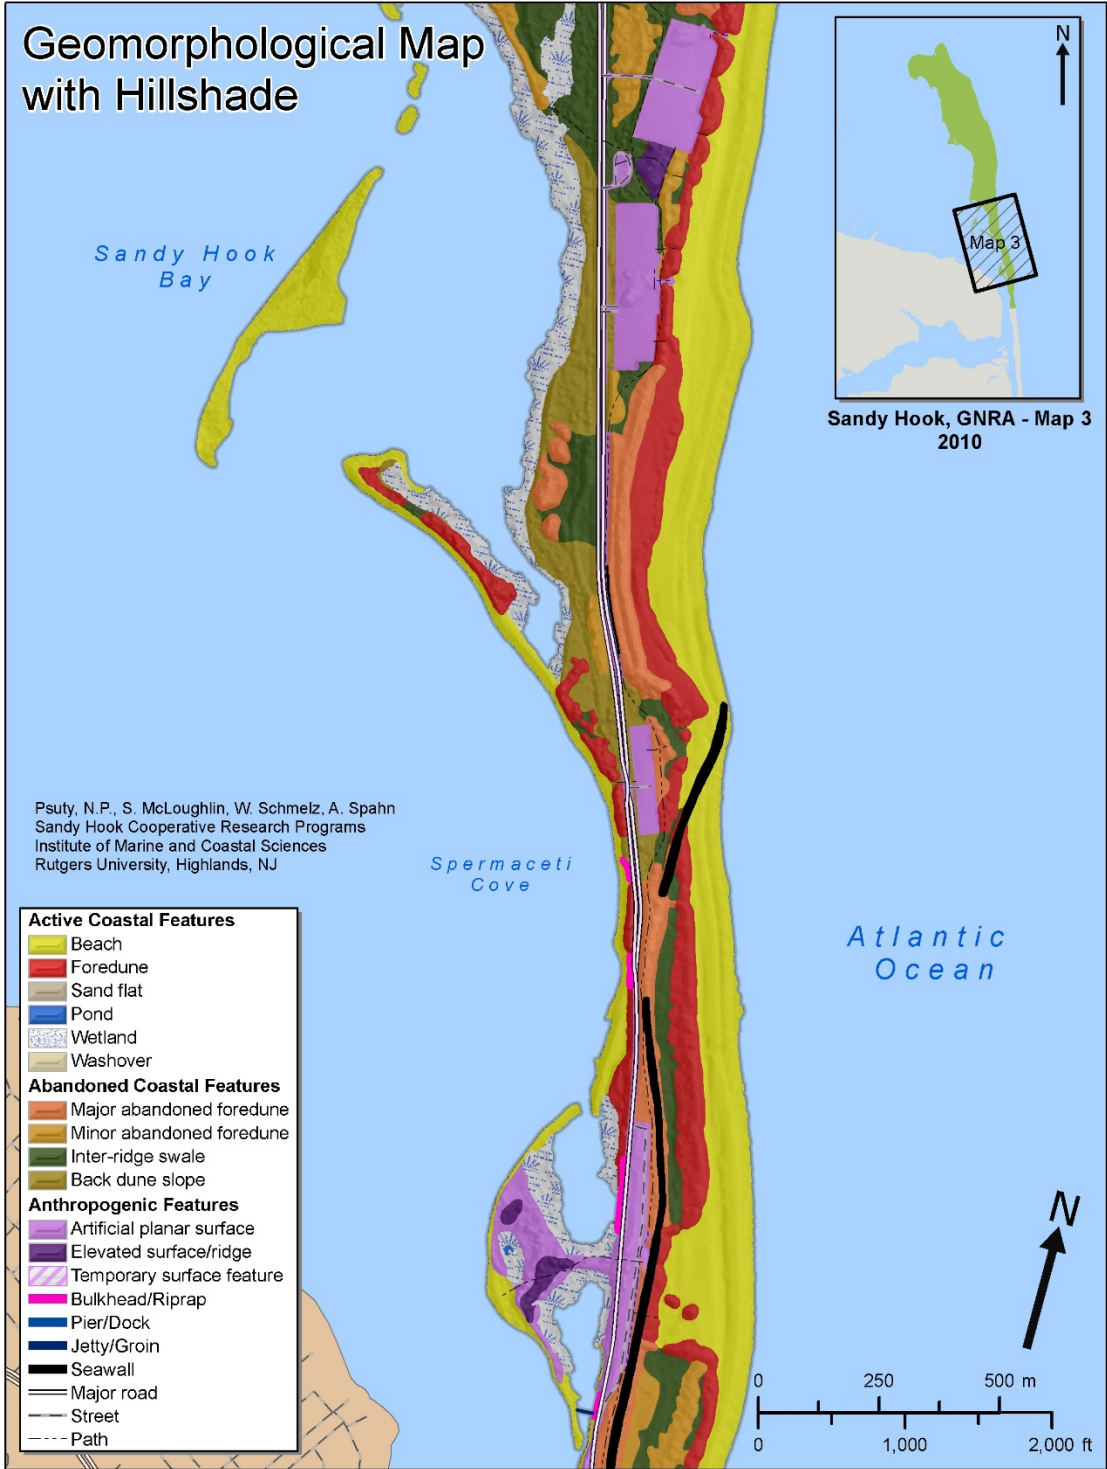 Geomorphological Map
with Hillshade
N
Map 3
Sandy Hook, GNRA - Map 3
2010
Sandy Hook
Bay
Psuty, N.P., S. McLoughlin, W. Schmelz, A. Spahn
Sandy Hook Cooperative Research Programs
Institute of Marine and Coastal Sciences
Rutgers University, Highlands, NJ
Spermaceti
Cove
Atlantic
Ocean
Active Coastal Features
Beach
Foredune
Sand flat
Pond
Wetland
Washover
Abandoned Coastal Features
Major abandoned foredune
Minor abandoned foredune
Inter-ridge swale
Back dune slope
Anthropogenic Features
Artificial planar surface
Elevated surface/ridge
Temporary surface feature
Bulkhead/Riprap
Pier/Dock
Jetty/Groin
Seawall
Major road
Street
Path
N
0 250 500 m
0 1,000 2,000 ft